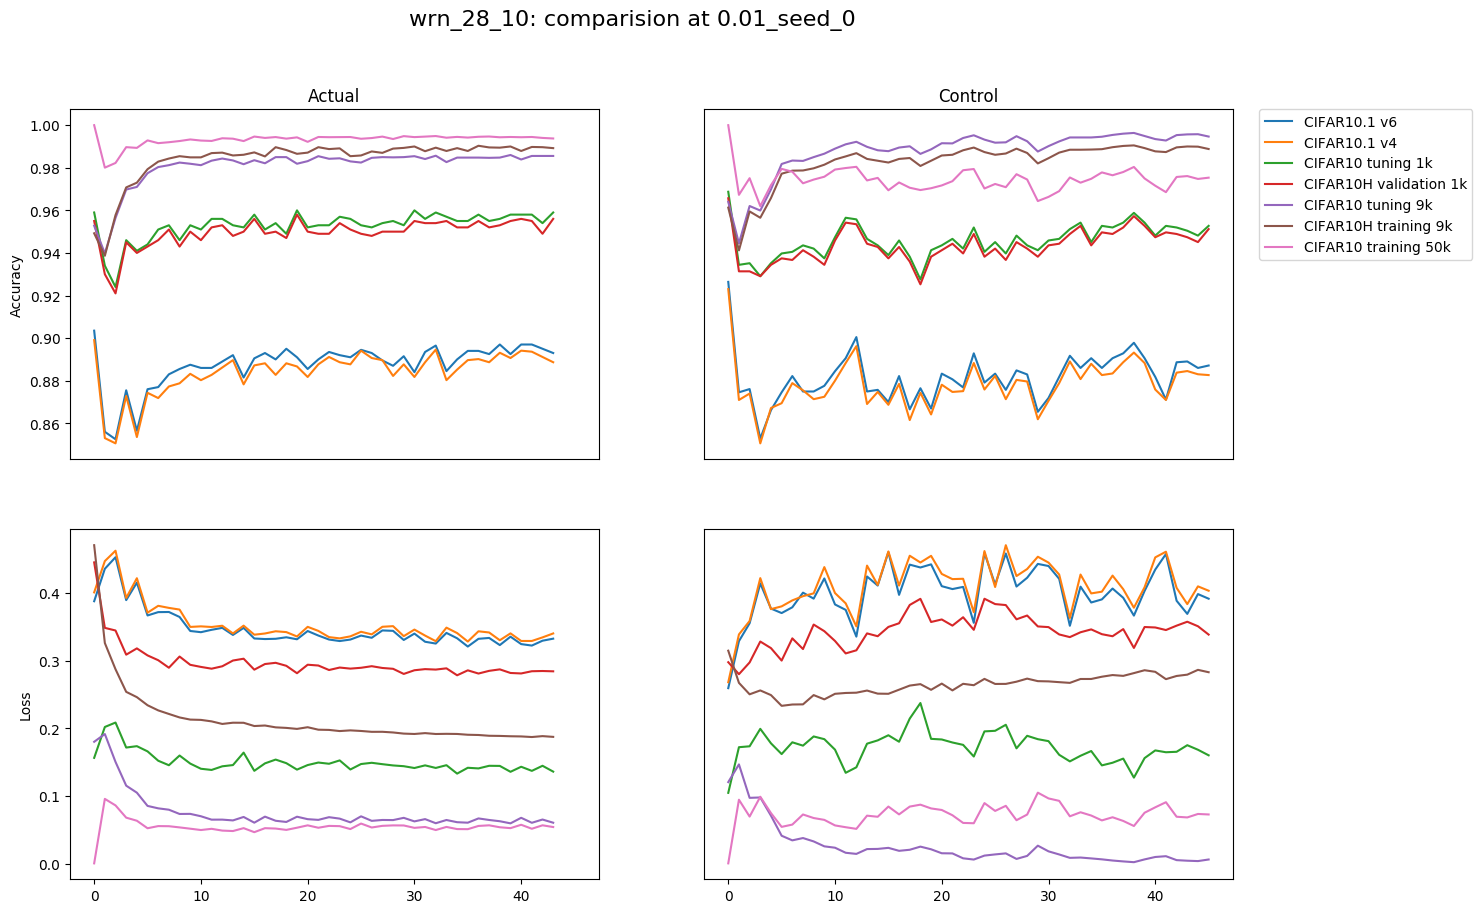 wrn_28_10: comparision at 0.01_seed_0
Actual
Control
Accuracy
1.00
0.98
0.96
0.94
0.92
0.90
0.88
0.86
CIFAR10.1 v6
CIFAR10.1 v4
CIFAR10 tuning 1k
CIFAR10H validation 1k
CIFAR10 tuning 9k
CIFAR10H training 9k
CIFAR10 training 50k
Loss
0.4
0.3
0.2
0.1
0.0
0 10 20 30 40
0 10 20 30 40